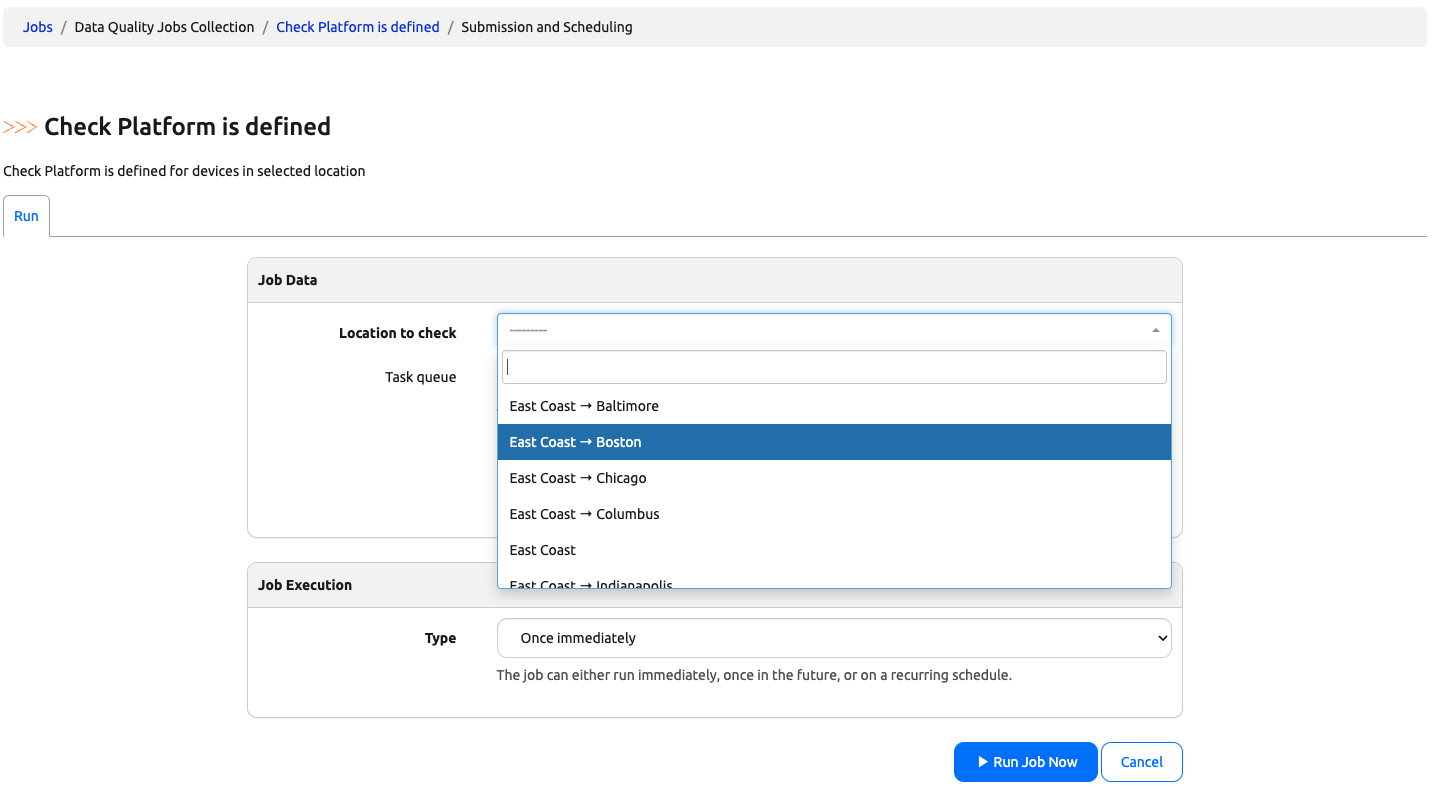 Jobs / Data Quality Jobs Collection / Check Platform is defined / Submission and Scheduling
>>> Check Platform is defined
Check Platform is defined for devices in selected location
Run
Job Data
Location to check
---------
Task queue
East Coast → Baltimore
East Coast → Boston
East Coast → Chicago
East Coast → Columbus
East Coast
East Coast → Indianapolis
Job Execution
Type
Once immediately
The job can either run immediately, once in the future, or on a recurring schedule.
Run Job Now
Cancel